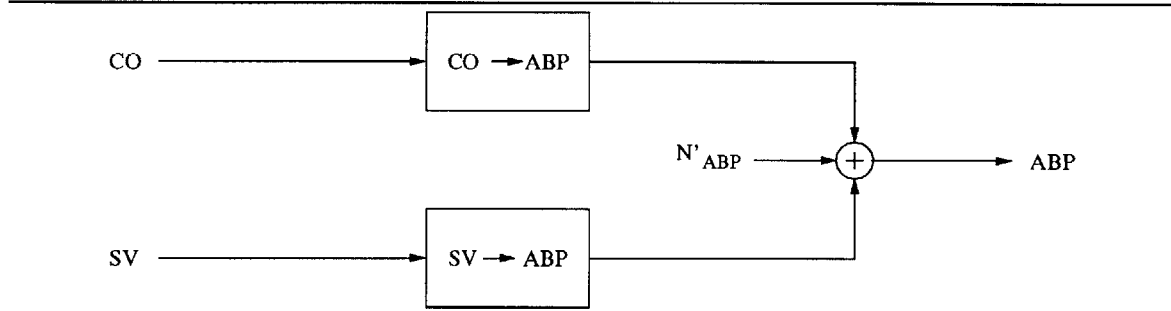 CO CO → ABP
N'ABP + ABP
SV SV → ABP